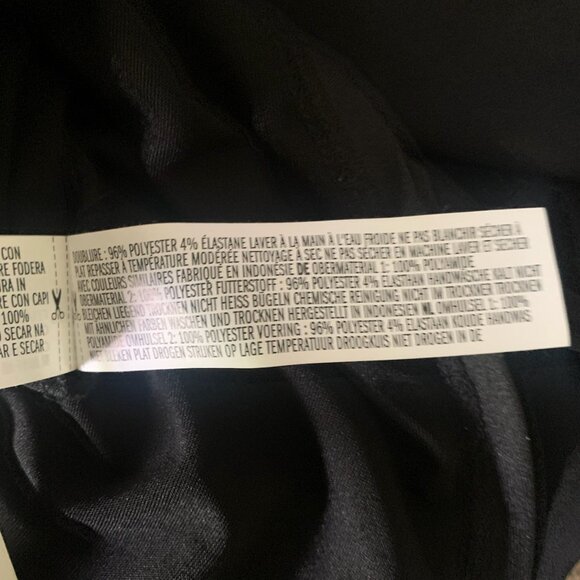 CON
RE FODERA
RA IN
RE CON CAPI
100%
O SECAR NA
AR E SECAR
DOUBLURE : 96% POLYESTER 4% ÉLASTANE LAVER À LA MAIN À L'EAU FROIDE NE PAS BLANCHIR SÉCHER À
PLAT REPASSER À TEMPÉRATURE MODÉRÉE NETTOYAGE À SEC NE PAS SÉCHER EN MACHINE LAVER ET SÉCHER
AVEC COULEURS SIMILAIRES FABRIQUÉ EN INDONÉSIE DE OBERMATERIAL 1: 100% POLYAMIDE
OBERMATERIAL 2: 100% POLYESTER FUTTERSTOFF : 96% POLYESTER 4% ELASTHAN HANDWÄSCHE KALT NICHT
BLEICHEN LIEGEND TROCKNEN NICHT HEISS BÜGELN CHEMISCHE REINIGUNG NICHT IM TROCKNER TROCKNEN
MIT ÄHNLICHEN FARBEN WASCHEN UND TROCKNEN HERGESTELLT IN INDONESIEN NL OMHULSEL 1: 100%
POLYAMIDE OMHULSEL 2: 100% POLYESTER VOERING : 96% POLYESTER 4% ELASTAAN KOUDE HANDWAS
NIET BLEKEN PLAT DROGEN STRIJKEN OP LAGE TEMPERATUUR DROOGKUIS NIET DROGEN IN DE